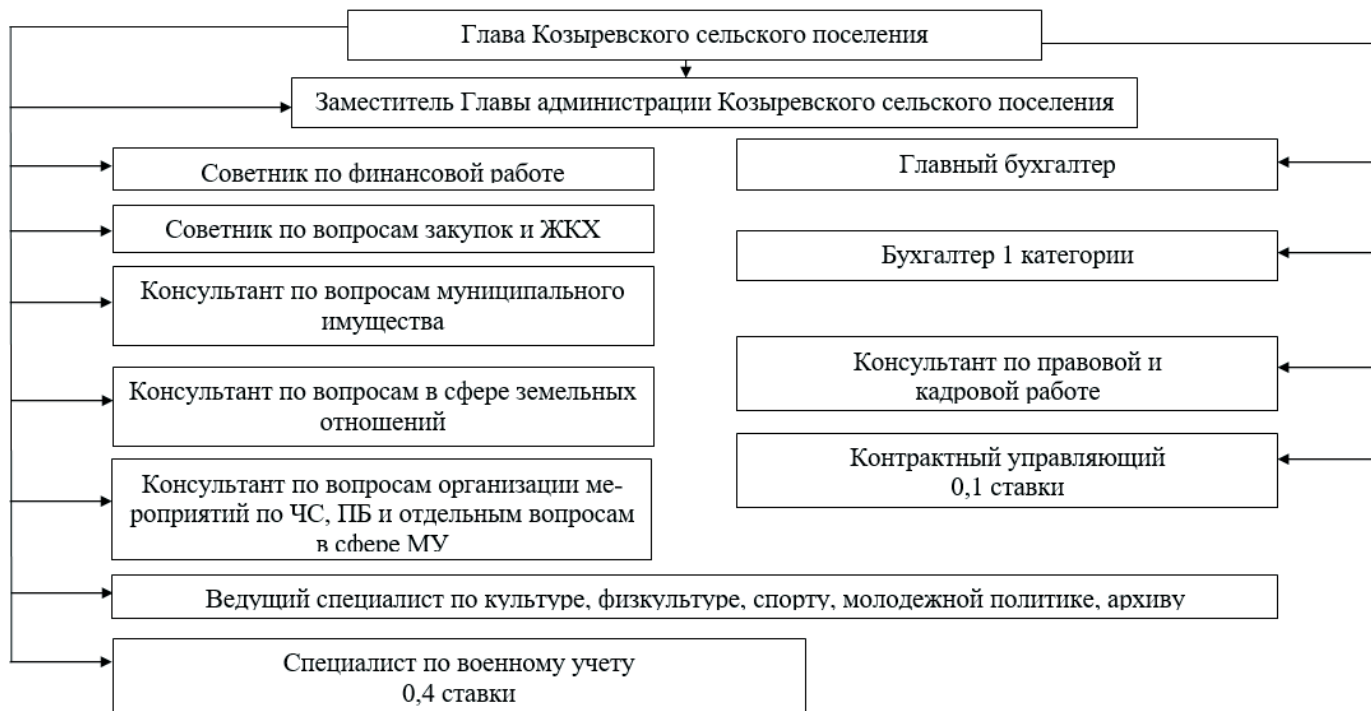 Глава Козыревского сельского поселения
Заместитель Главы администрации Козыревского сельского поселения
Советник по финансовой работе
Советник по вопросам закупок и ЖКХ
Консультант по вопросам муниципального
имущества
Консультант по вопросам в сфере земельных
отношений
Консультант по вопросам организации ме-
роприятий по ЧС, ПБ и отдельным вопросам
в сфере МУ
Главный бухгалтер
Бухгалтер 1 категории
Консультант по правовой и
кадровой работе
Контрактный управляющий
0,1 ставки
Ведущий специалист по культуре, физкультуре, спорту, молодежной политике, архиву
Специалист по военному учету
0,4 ставки